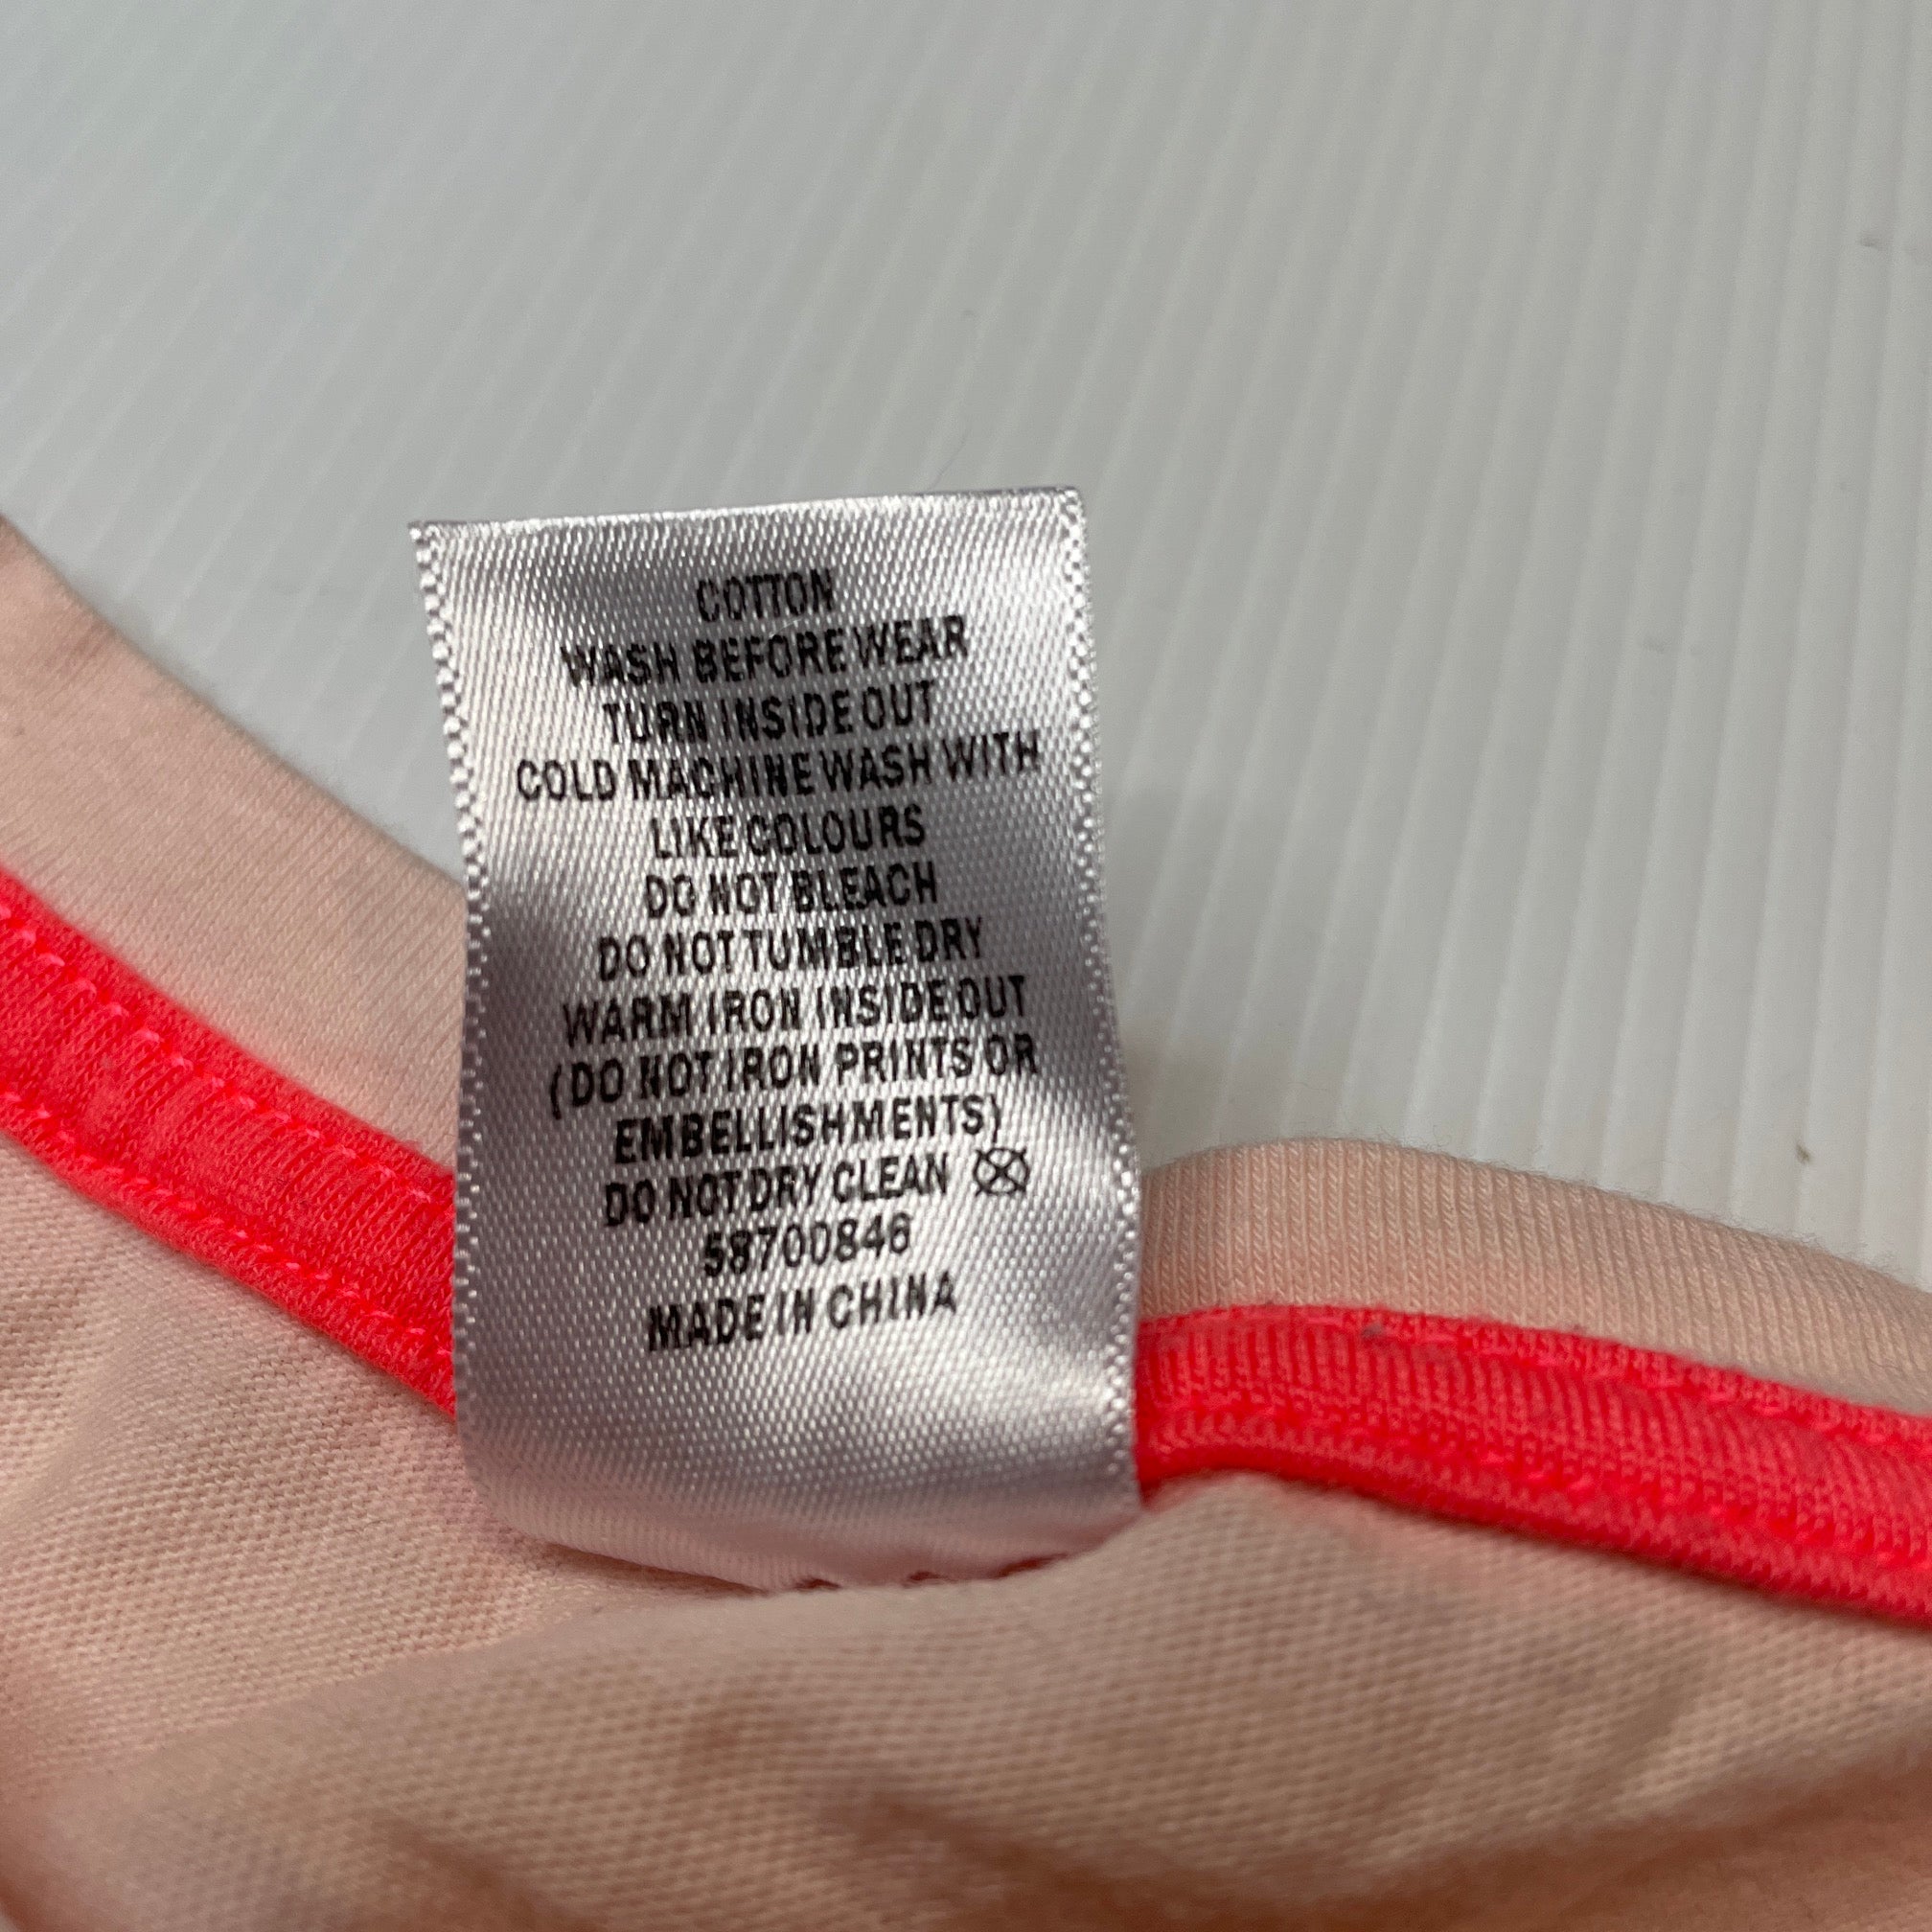 COTTON
WASH BEFORE WEAR
TURN INSIDE OUT
COLD MACHINE WASH WITH
LIKE COLOURS
DO NOT BLEACH
DO NOT TUMBLE DRY
WARM IRON INSIDE OUT
(DO NOT IRON PRINTS OR
EMBELLISHMENTS)
DO NOT DRY CLEAN
58700846
MADE IN CHINA